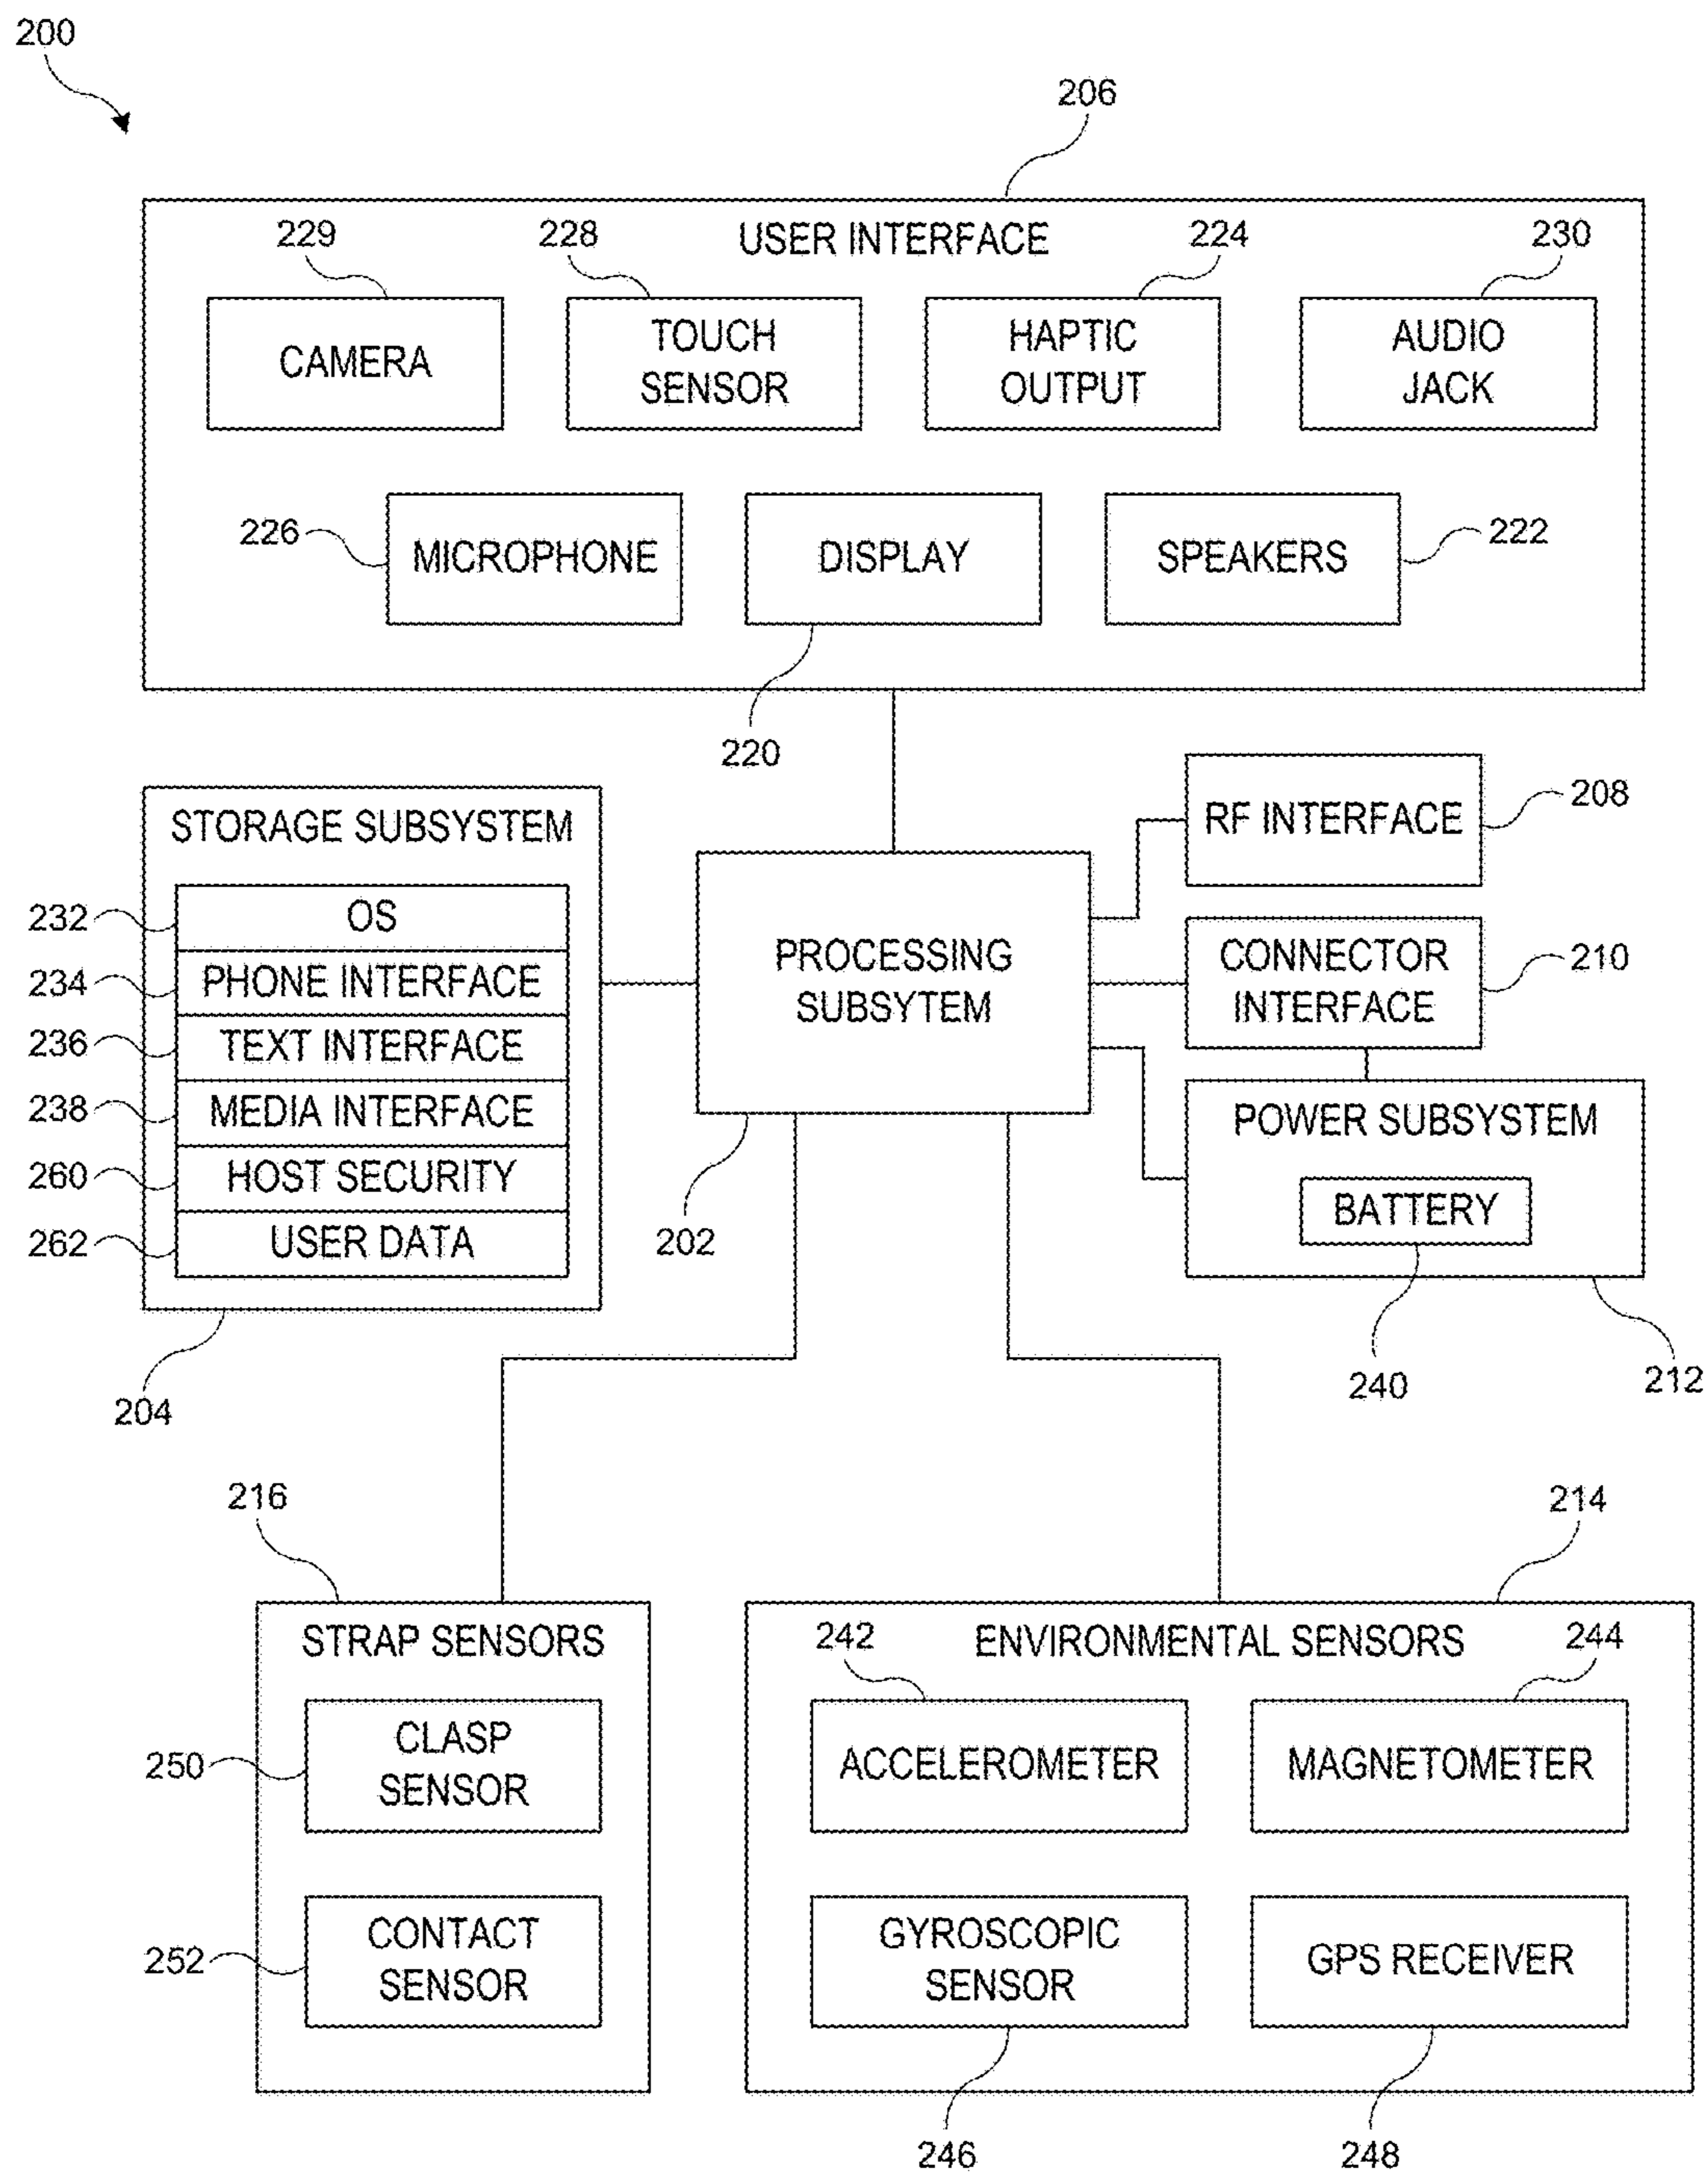 200
206
USER INTERFACE
229
228
224
230
CAMERA
TOUCH
SENSOR
HAPTIC
OUTPUT
AUDIO
JACK
226
MICROPHONE
DISPLAY
SPEAKERS
222
220
STORAGE SUBSYSTEM
232
OS
234
PHONE INTERFACE
236
TEXT INTERFACE
238
MEDIA INTERFACE
260
HOST SECURITY
262
USER DATA
204
PROCESSING
SUBSYTEM
202
RF INTERFACE
208
CONNECTOR
INTERFACE
210
POWER SUBSYSTEM
BATTERY
240
212
216
STRAP SENSORS
250
CLASP
SENSOR
252
CONTACT
SENSOR
214
242
ENVIRONMENTAL SENSORS
244
ACCELEROMETER
MAGNETOMETER
GYROSCOPIC
SENSOR
GPS RECEIVER
246
248